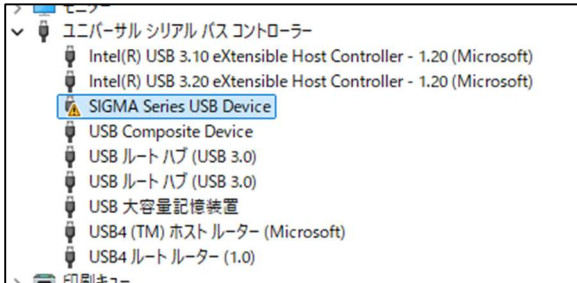 モニター
ユニバーサル シリアル バス コントローラー
Intel(R) USB 3.10 eXtensible Host Controller - 1.20 (Microsoft)
Intel(R) USB 3.20 eXtensible Host Controller - 1.20 (Microsoft)
SIGMA Series USB Device
USB Composite Device
USB ルート ハブ (USB 3.0)
USB ルート ハブ (USB 3.0)
USB 大容量記憶装置
USB4 (TM) ホスト ルーター (Microsoft)
USB4 ルート ルーター (1.0)
印刷キュー